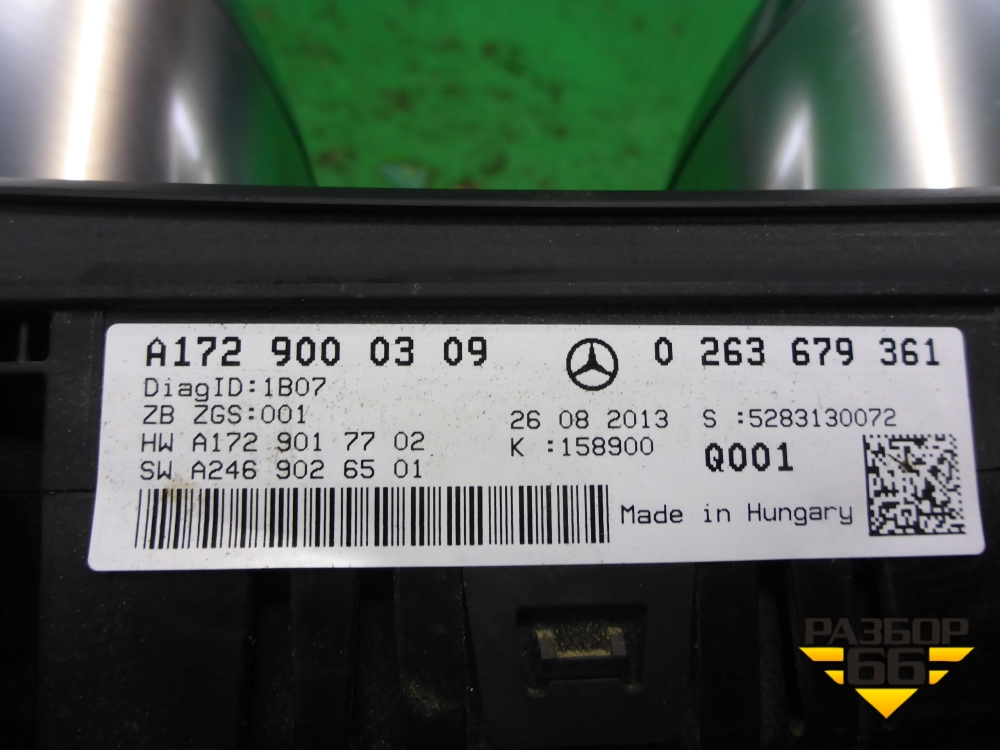 A172 900 03 09 0 263 679 361
DiagID:1B07
ZB ZGS:001 26 08 2013 S :5283130072
HW A172 901 77 02 K :158900 Q001
SW A246 902 65 01
Made in Hungary
РАЗБОР
66